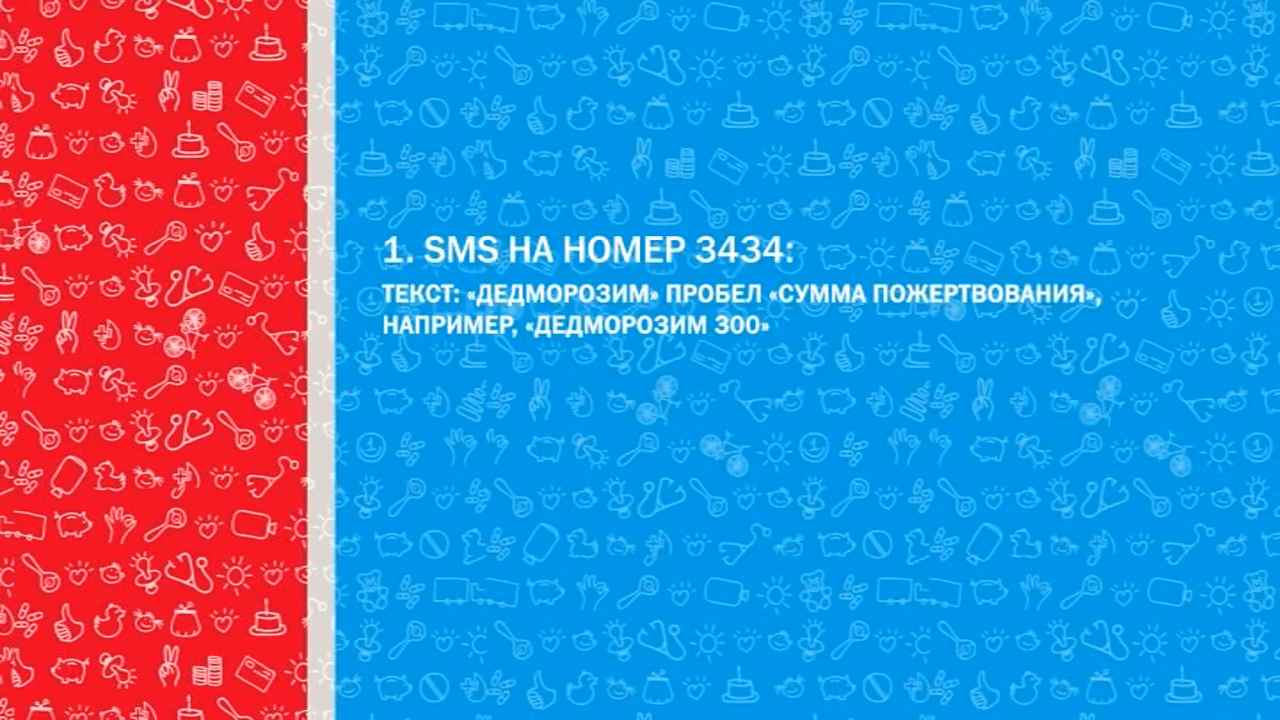 1. SMS НА НОМЕР 3434:
ТЕКСТ: «ДЕДМОРОЗИМ» ПРОБЕЛ «СУММА ПОЖЕРТВОВАНИЯ»,
НАПРИМЕР, «ДЕДМОРОЗИМ 300»